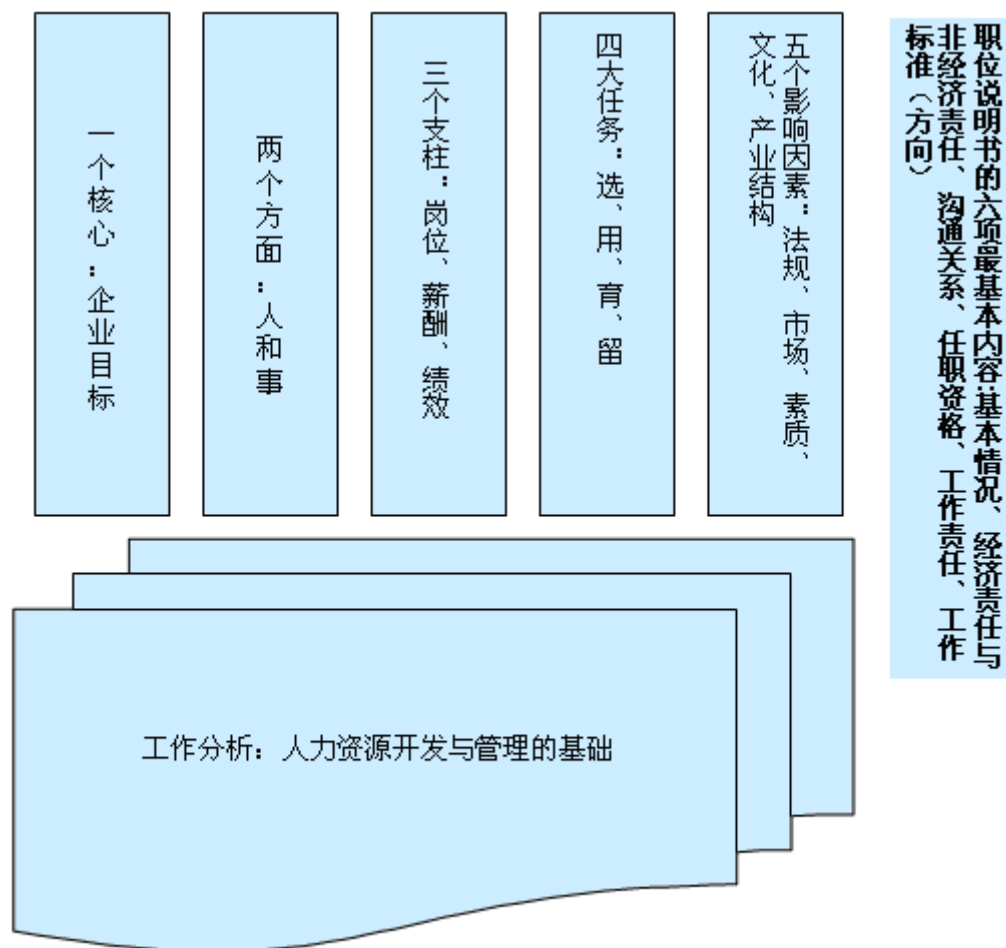 一个核心：企业目标
两个方面：人和事
三个支柱：岗位、薪酬、绩效
四大任务：选、用、育、留
五个影响因素：法规、市场、素质、
文化、产业结构
职位说明书的六项最基本内容：基本情况、经济责任与
非经济责任、沟通关系、任职资格、工作责任、工作
标准（方向）
工作分析：人力资源开发与管理的基础